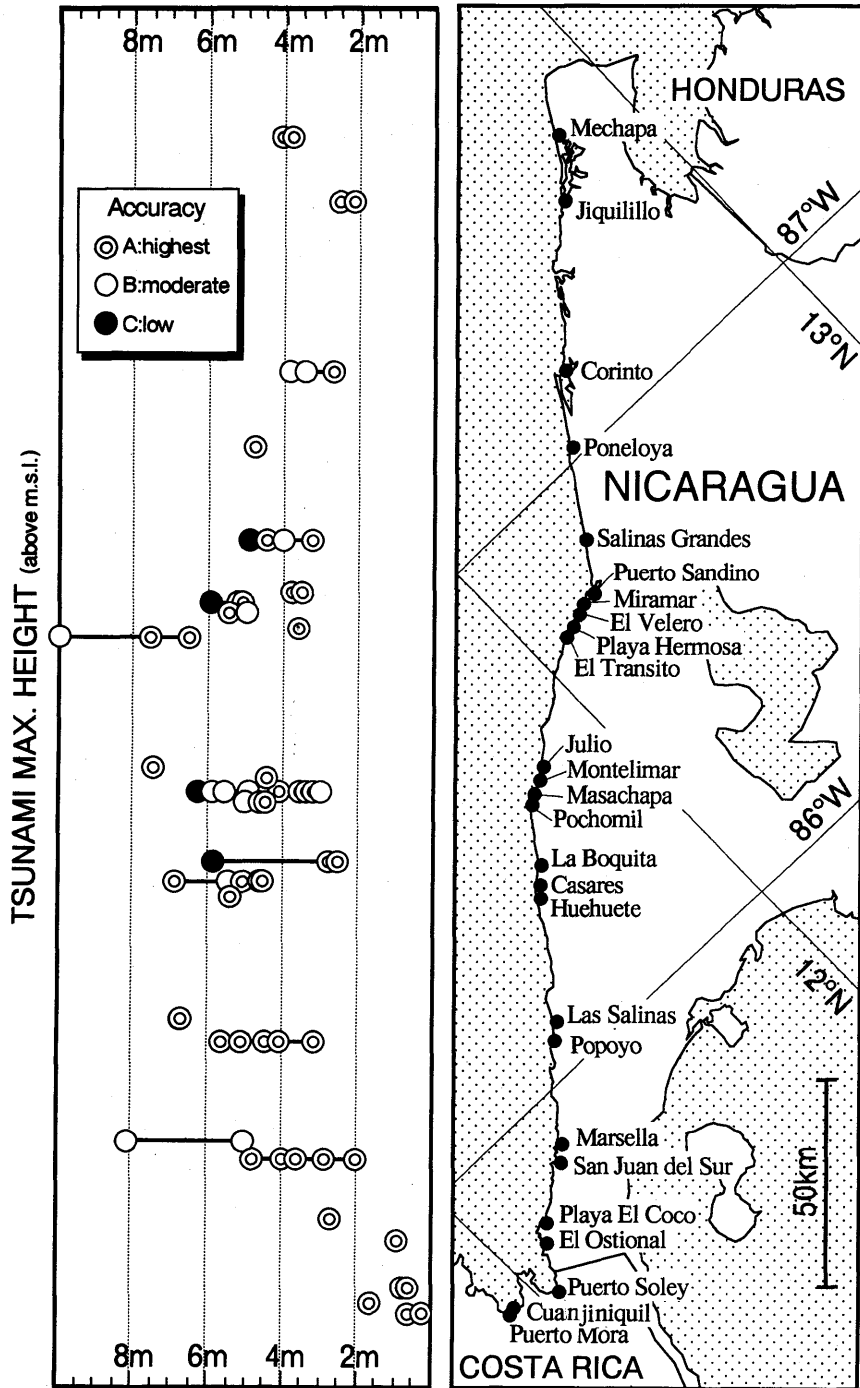 8m 6m 4m 2m
Accuracy
A:highest
B:moderate
C:low
TSUNAMI MAX. HEIGHT (above m.s.l.)
8m 6m 4m 2m
HONDURAS
Mechapa
Jiquilillo
87°W
13°N
Corinto
Poneloya
NICARAGUA
Salinas Grandes
Puerto Sandino
Miramar
El Velero
Playa Hermosa
El Transito
Julio
Montelimar
Masachapa
Pochomil
86°W
La Boquita
Casares
Huehuete
12°N
Las Salinas
Popoyo
Marsella
San Juan del Sur
50km
Playa El Coco
El Ostional
Puerto Soley
Cuanjiniquil
Puerto Mora
COSTA RICA